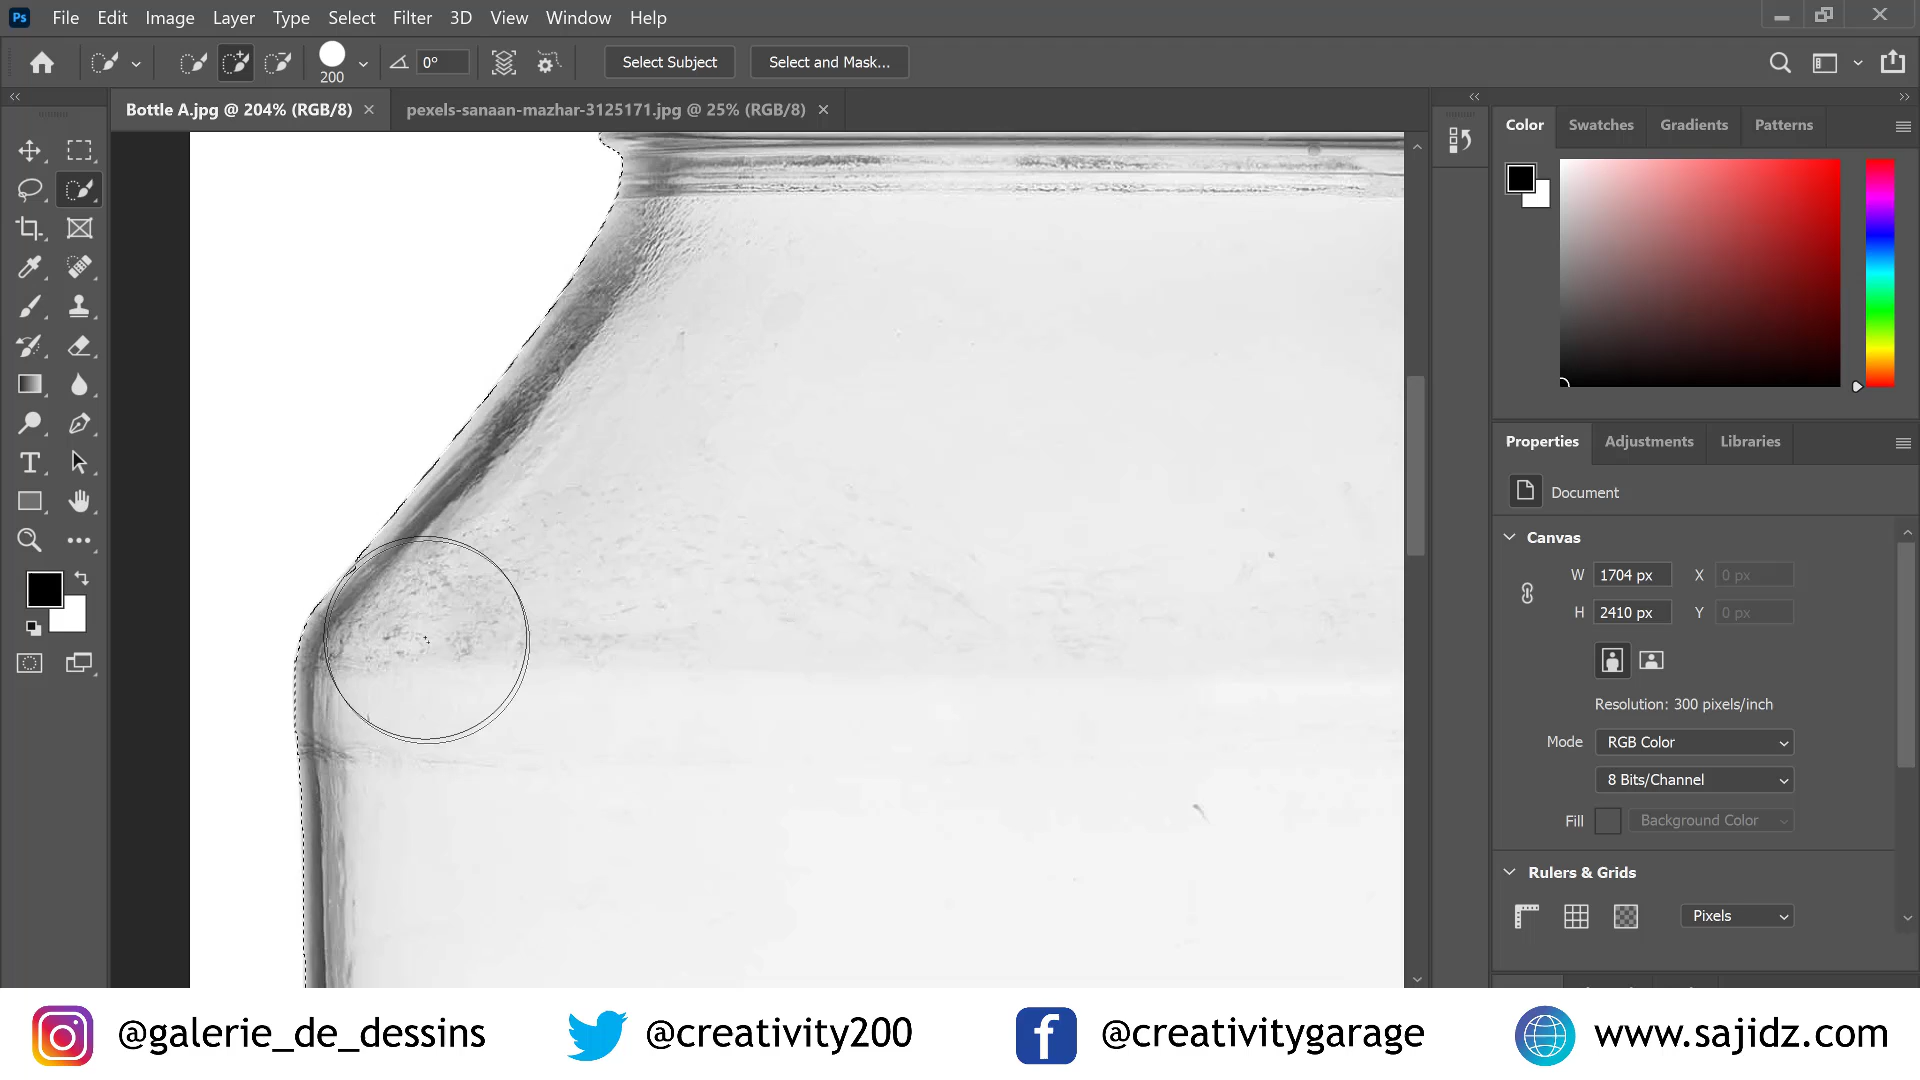 Ps File Edit Image Layer Type Select Filter 3D View Window Help
200
0°
Select Subject Select and Mask...
Bottle A.jpg @ 204% (RGB/8) × pexels-sanaan-mazhar-3125171.jpg @ 25% (RGB/8) ×
Color Swatches Gradients Patterns
Properties Adjustments Libraries
Document
Canvas
W 1704 px X 0 px
H 2410 px Y 0 px
Resolution: 300 pixels/inch
Mode RGB Color
8 Bits/Channel
Fill Background Color
Rulers & Grids
Pixels
@galerie_de_dessins @creativity200 @creativitygarage www.sajidz.com